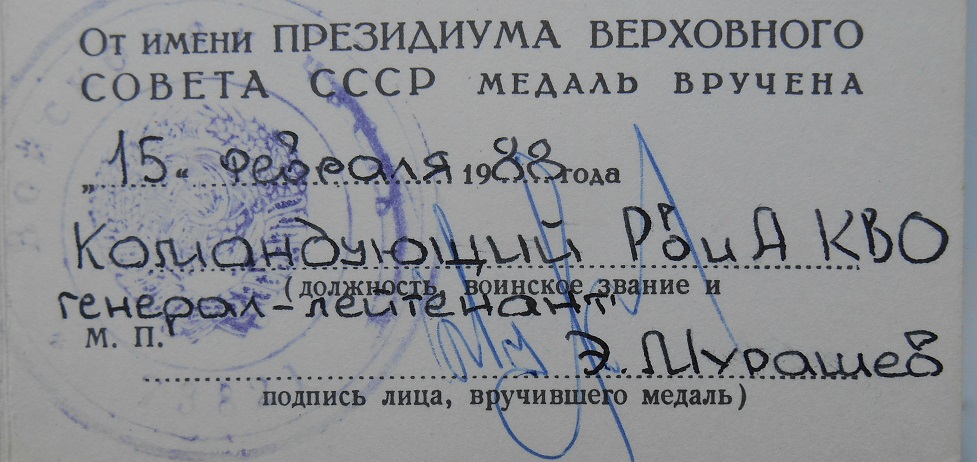 От имени ПРЕЗИДИУМА ВЕРХОВНОГО
СОВЕТА СССР МЕДАЛЬ ВРУЧЕНА
„15“ февраля 1988 года
Командующий РВиА КВО
(должность, воинское звание и
генерал-лейтенант
М. П.
Э. Мурашев
подпись лица, вручившего медаль)